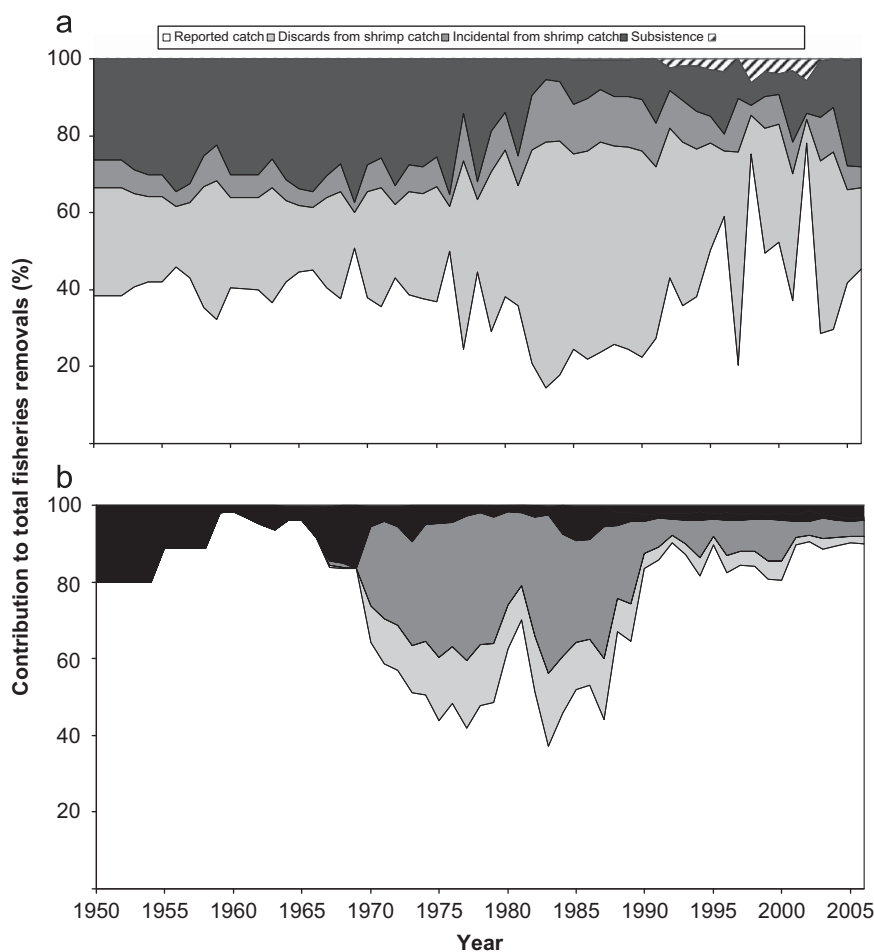 a
Reported catch Discards from shrimp catch Incidental from shrimp catch Subsistence
100
80
60
40
20
Contribution to total fisheries removals (%)
b
100
80
60
40
20
1950 1955 1960 1965 1970 1975 1980 1985 1990 1995 2000 2005
Year